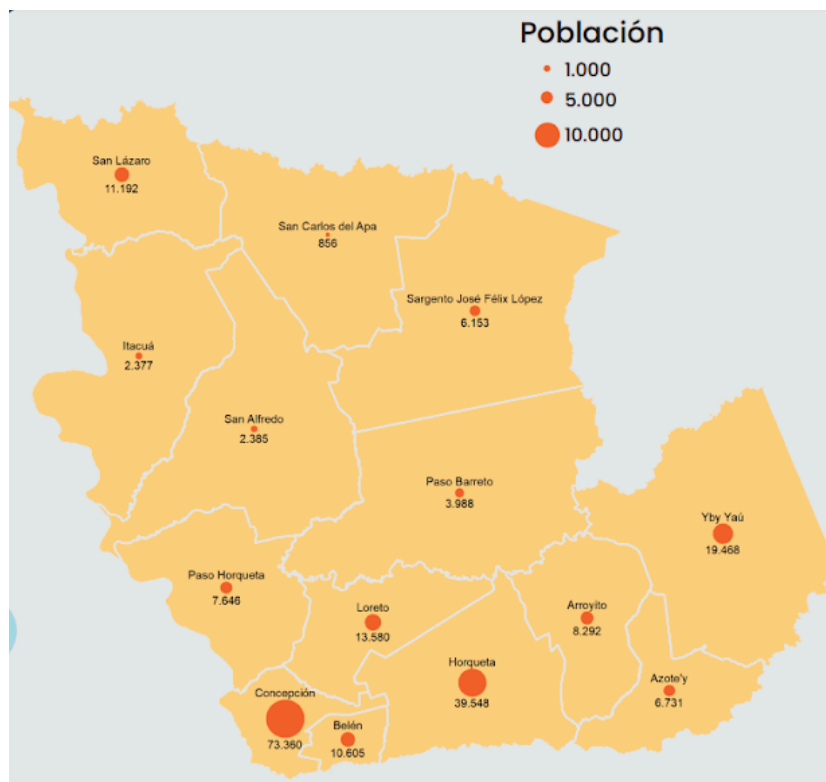 Población
1.000
5.000
10.000
San Lázaro
11.192
San Carlos del Apa
856
Sargento José Félix López
6.153
Itacuá
2.377
San Alfredo
2.385
Paso Barreto
3.988
Yby Yaú
19.468
Paso Horqueta
7.646
Loreto
13.580
Arroyito
8.292
Horqueta
39.548
Azote'y
6.731
Concepción
73.360
Belén
10.605